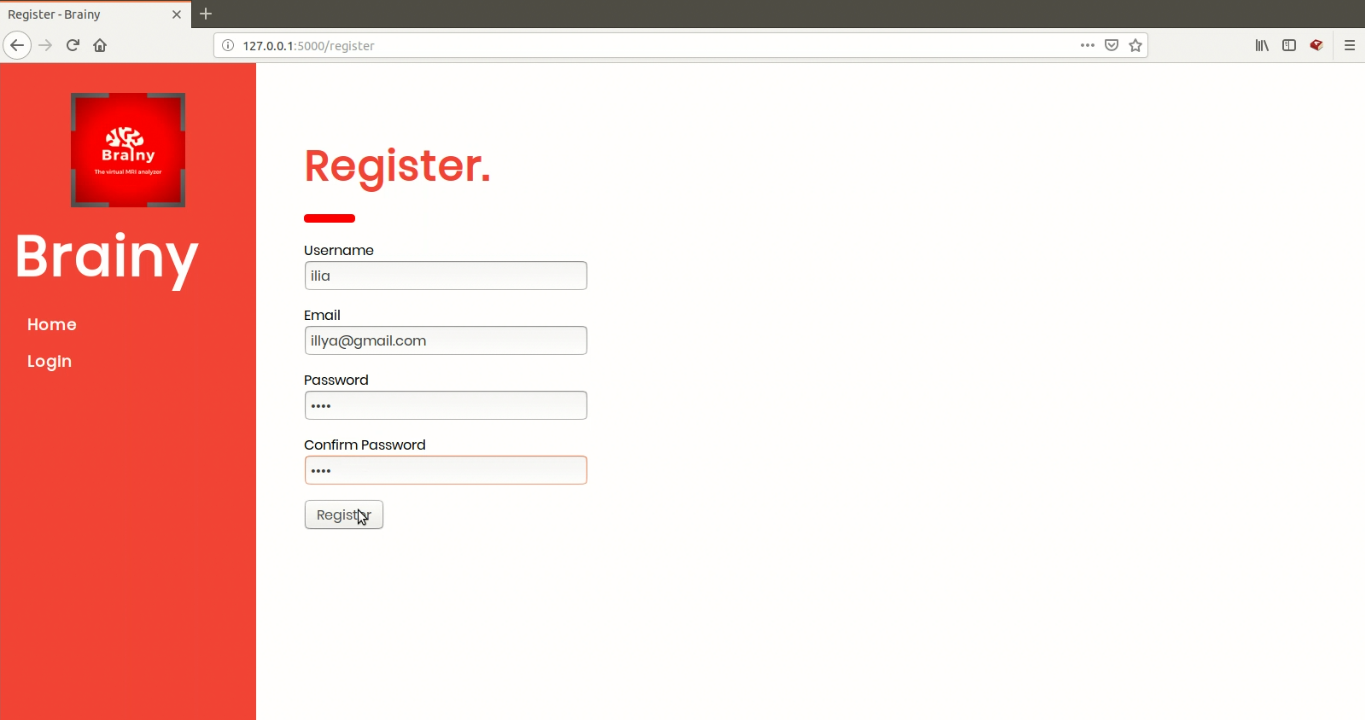 Register - Brainy
127.0.0.1:5000/register
Brainy
The virtual MRI analyzer
Brainy
Home
LogIn
Register.
Username
ilia
Email
illya@gmail.com
Password
••••
Confirm Password
••••
Register